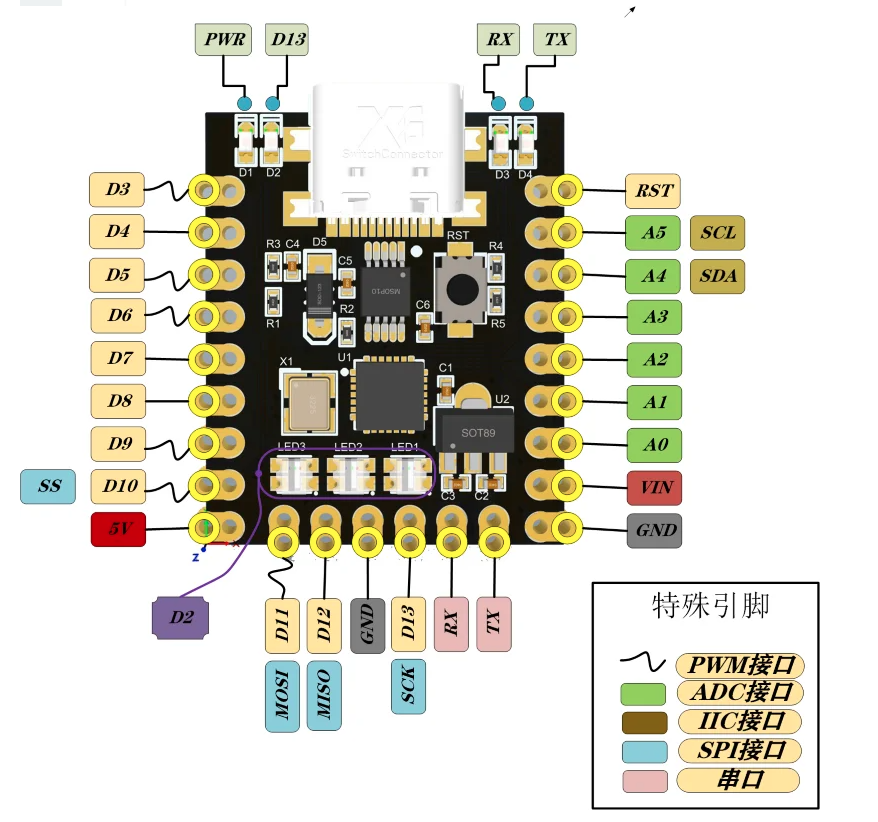 PWR
D13
RX
TX
SwitchConnector
D1
D2
D3
D4
D3
D4
D5
D6
D7
D8
D9
SS
D10
5V
RST
A5
SCL
A4
SDA
A3
A2
A1
A0
VIN
GND
R3
C4
D5
C5
R1
R2
MSOP10
C6
RST
R4
R5
X1
U1
C1
U2
SOT89
LED3
LED2
LED1
C3
C2
Z
D2
D11
D12
GND
D13
RX
TX
MOSI
MISO
SCK
特殊引脚
PWM接口
ADC接口
IIC接口
SPI接口
串口